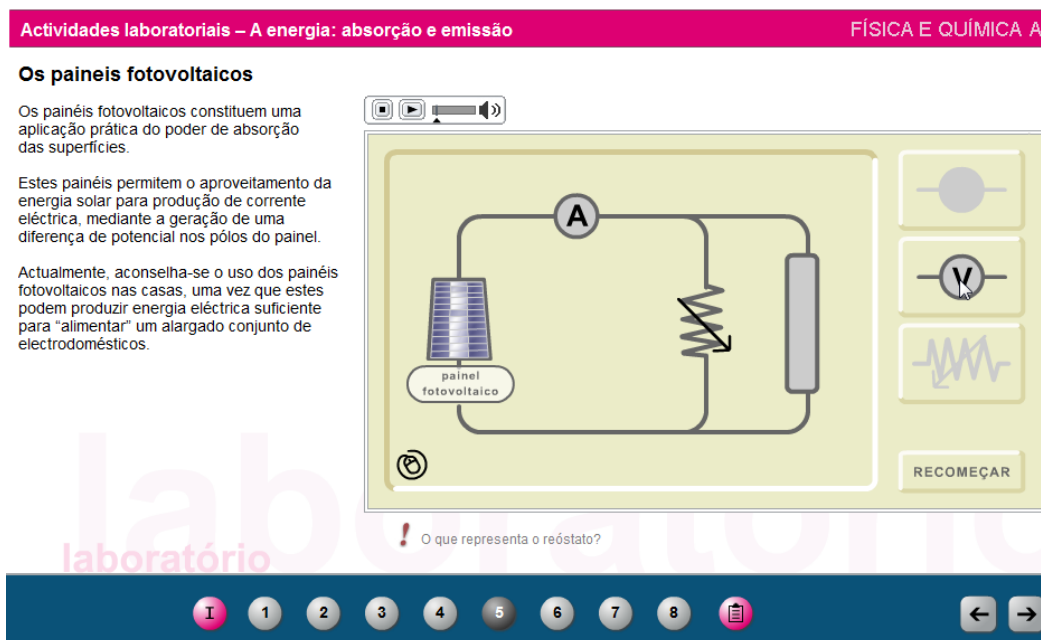 Actividades laboratoriais – A energia: absorção e emissão
FÍSICA E QUÍMICA A
Os paineis fotovoltaicos
Os painéis fotovoltaicos constituem uma
aplicação prática do poder de absorção
das superfícies.
Estes painéis permitem o aproveitamento da
energia solar para produção de corrente
eléctrica, mediante a geração de uma
diferença de potencial nos pólos do painel.
Actualmente, aconselha-se o uso dos painéis
fotovoltaicos nas casas, uma vez que estes
podem produzir energia eléctrica suficiente
para “alimentar” um alargado conjunto de
electrodomésticos.
A
V
painel
fotovoltaico
RECOMEÇAR
! O que representa o reóstato?
laboratório
laboratório
I 1 2 3 4 5 6 7 8